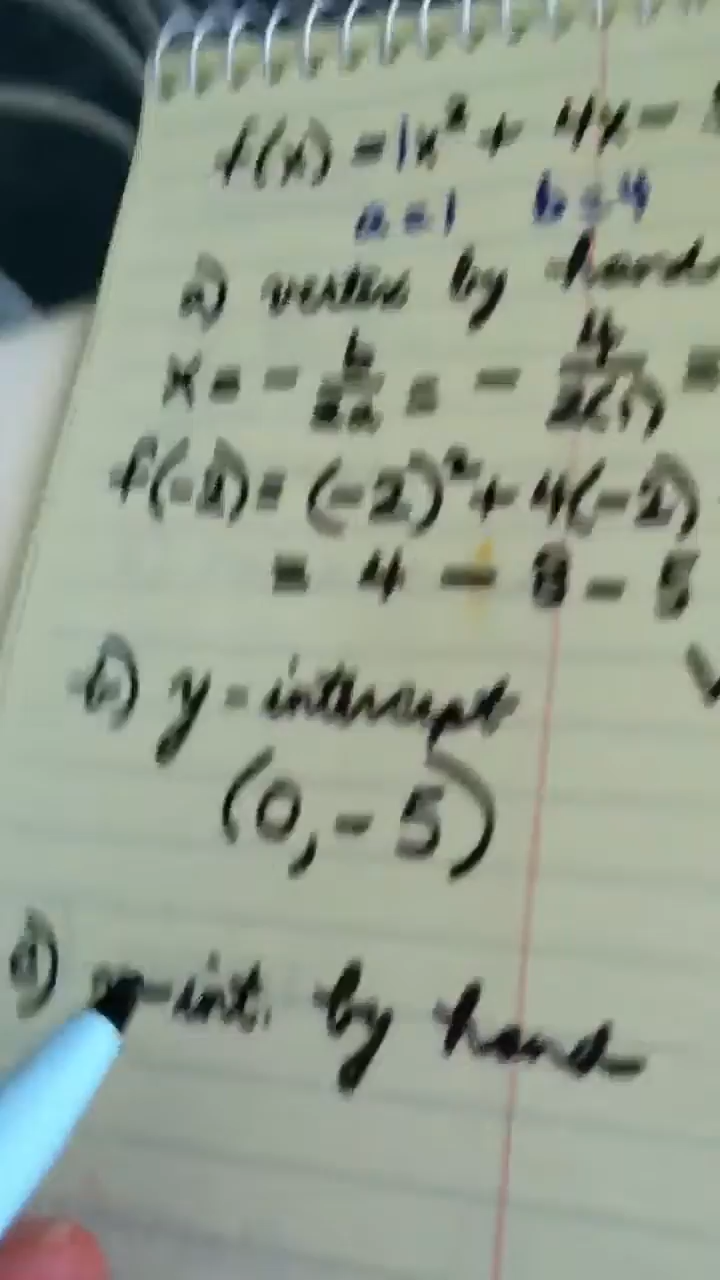 f(x) = 1x² + 4x -
a = 1 b = 4
a) vertex by hand
x = - b/2a = - 4/2(1) =
f(-2) = (-2)² + 4(-2)
= 4 - 8 - 5
b) y-intercept
(0, -5)
x-int. by hand